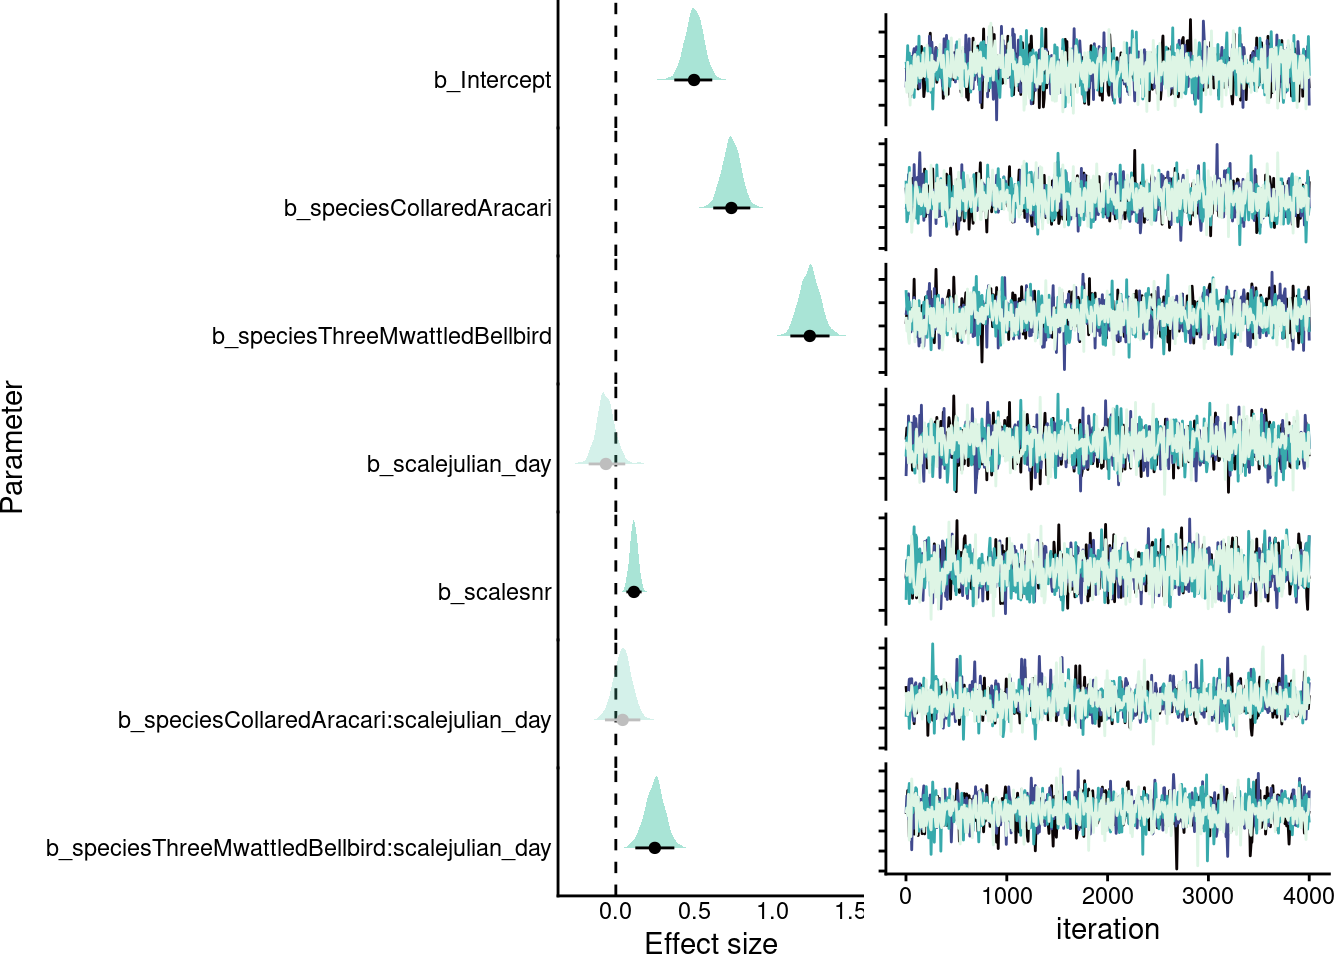 Parameter
b_Intercept
b_speciesCollaredAracari
b_speciesThreeMwattledBellbird
b_scalejulian_day
b_scalesnr
b_speciesCollaredAracari:scalejulian_day
b_speciesThreeMwattledBellbird:scalejulian_day
0.0 0.5 1.0 1.5
Effect size
0 1000 2000 3000 4000
iteration